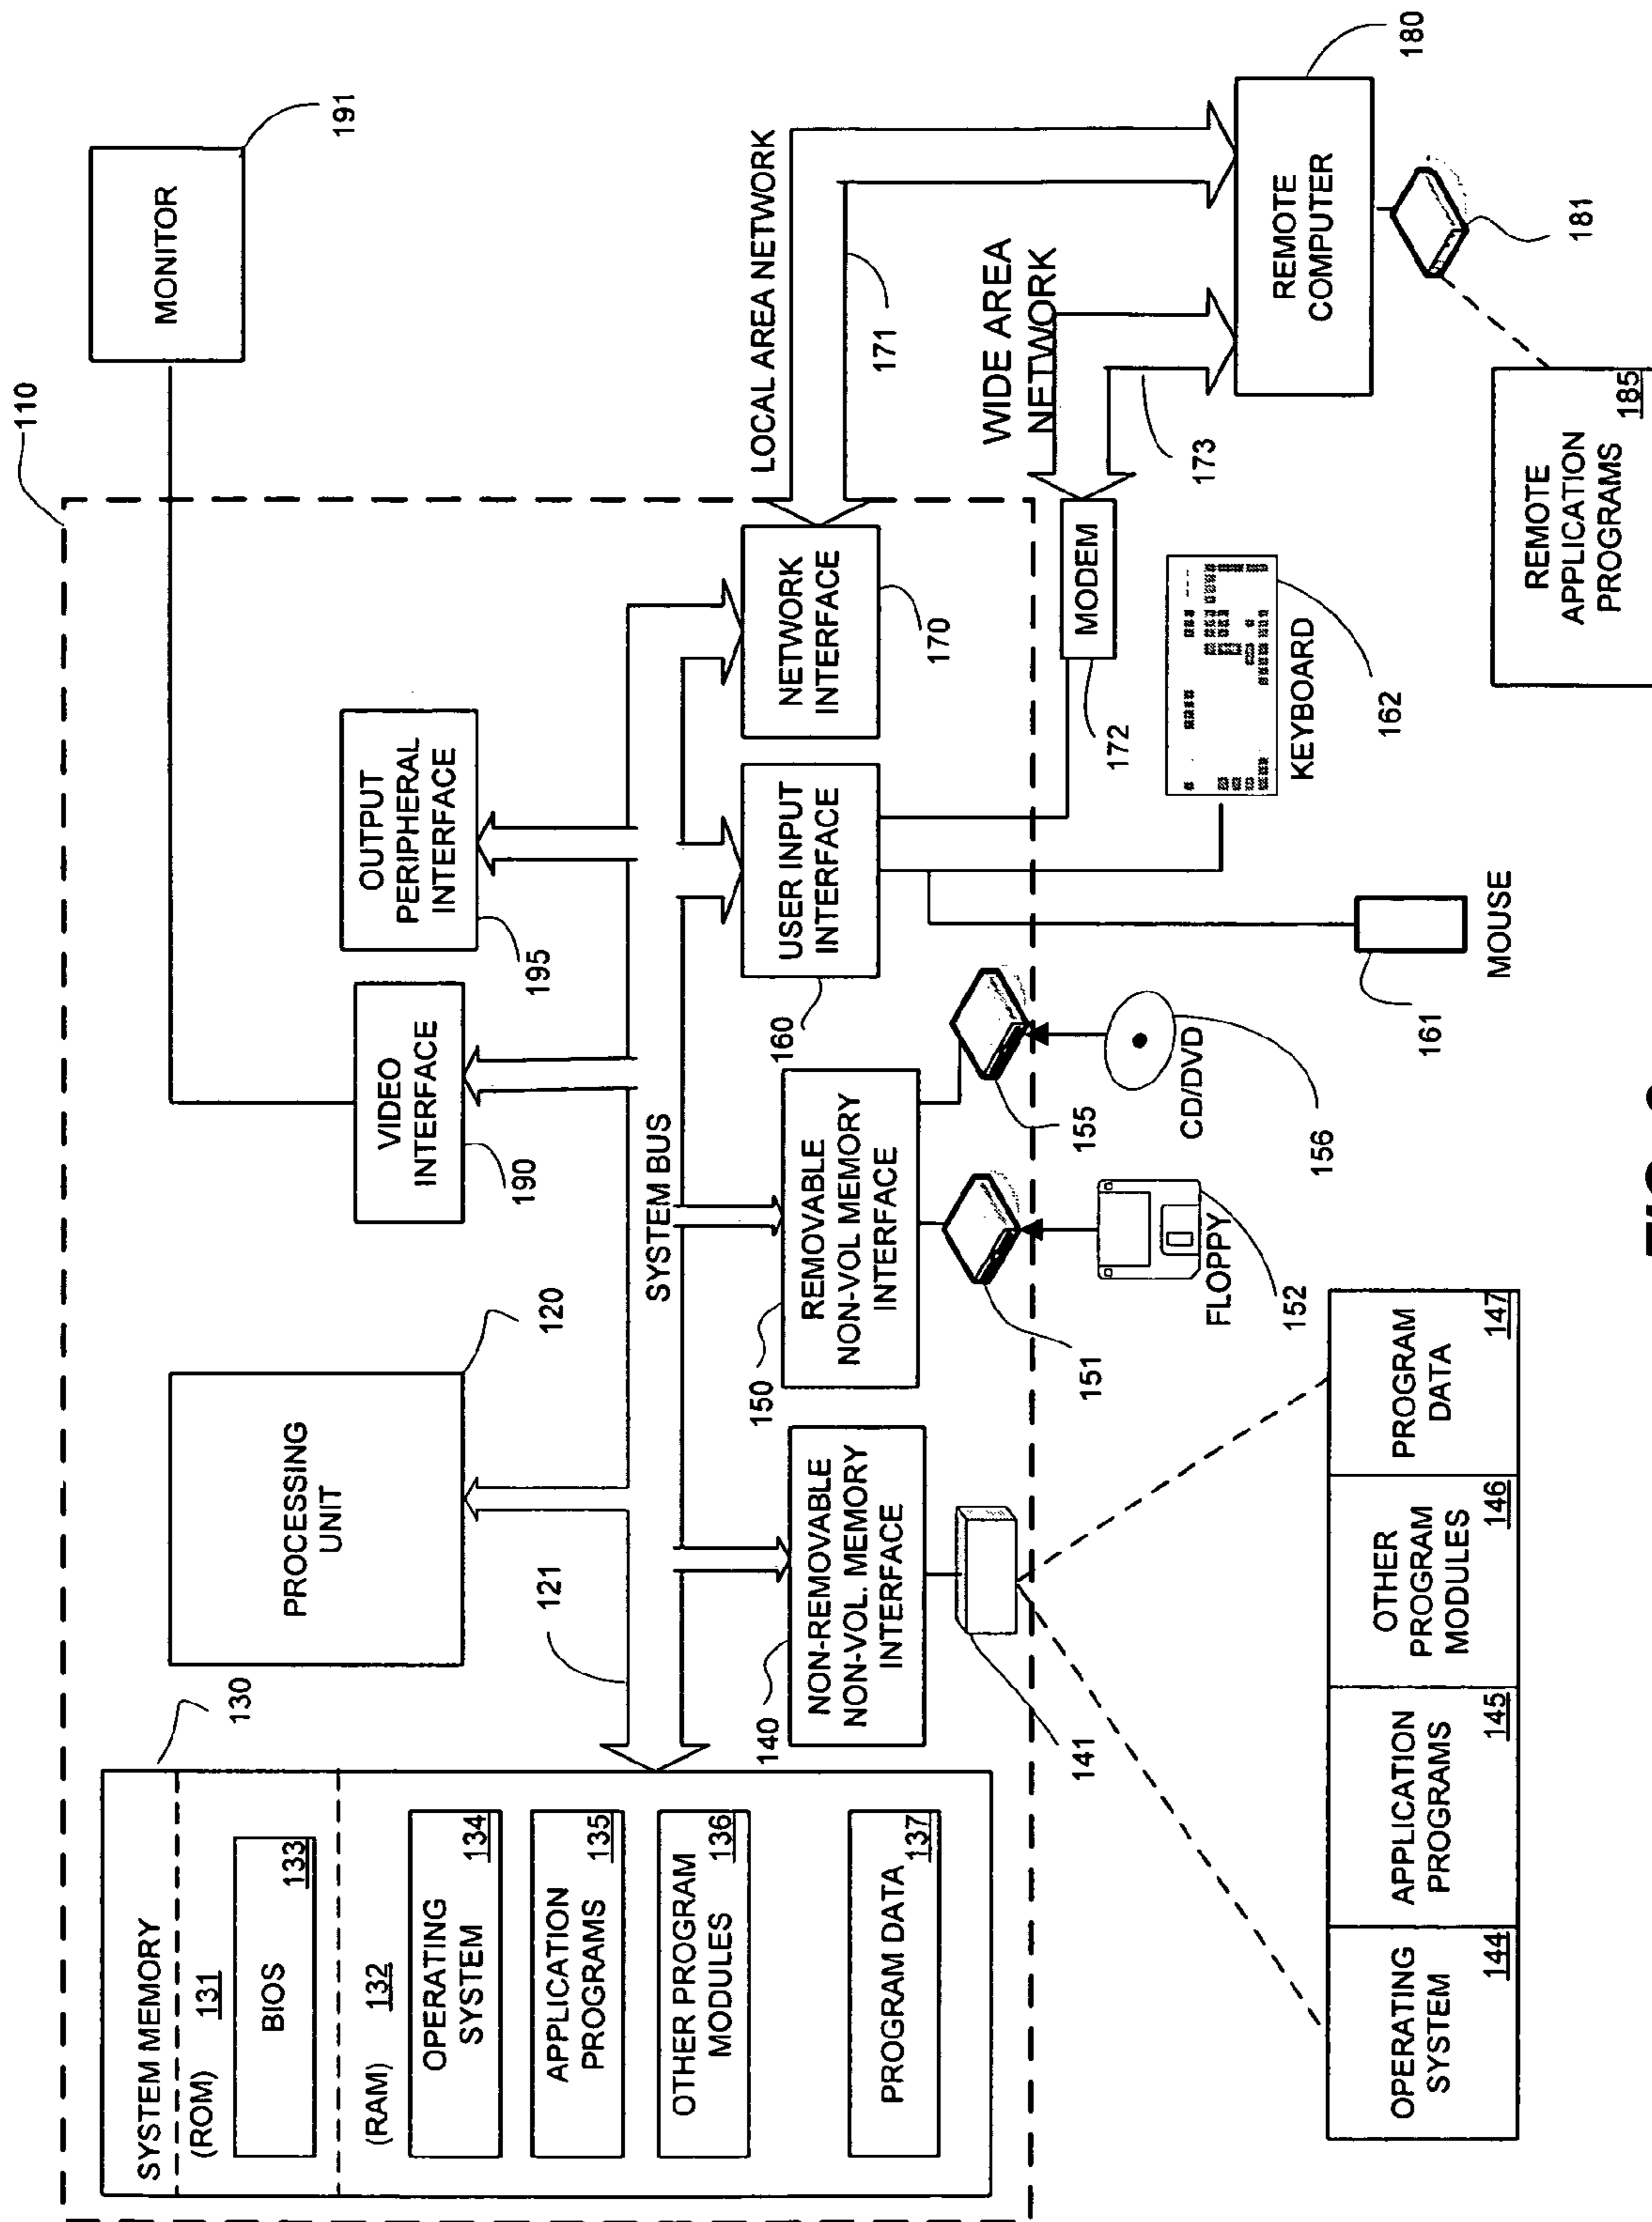 110
MONITOR
191
SYSTEM MEMORY
130
(ROM) 131
BIOS
133
(RAM) 132
OPERATING
SYSTEM
134
APPLICATION
PROGRAMS
135
OTHER PROGRAM
MODULES
136
PROGRAM DATA
137
PROCESSING
UNIT
120
121
SYSTEM BUS
VIDEO
INTERFACE
190
OUTPUT
PERIPHERAL
INTERFACE
195
NON-REMOVABLE
NON-VOL. MEMORY
INTERFACE
140
REMOVABLE
NON-VOL MEMORY
INTERFACE
150
USER INPUT
INTERFACE
160
NETWORK
INTERFACE
170
LOCAL AREA NETWORK
171
WIDE AREA
NETWORK
173
MODEM
172
141
151
155
FLOPPY
152
CD/DVD
156
MOUSE
161
KEYBOARD
162
REMOTE
COMPUTER
180
181
REMOTE
APPLICATION
PROGRAMS
185
OPERATING
SYSTEM
144
APPLICATION
PROGRAMS
145
OTHER
PROGRAM
MODULES
146
PROGRAM
DATA
147